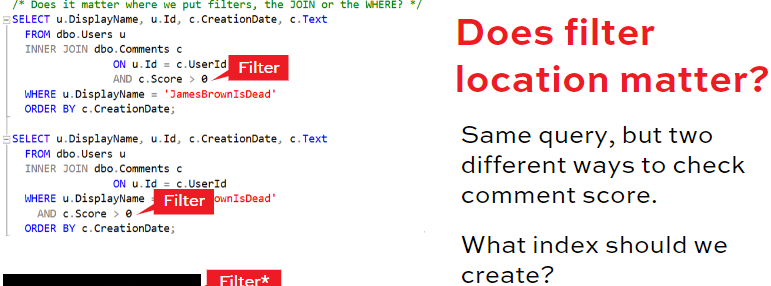 /* Does it matter where we put filters, the JOIN or the WHERE? */
SELECT u.DisplayName, u.Id, c.CreationDate, c.Text
FROM dbo.Users u
INNER JOIN dbo.Comments c
ON u.Id = c.UserId
AND c.Score > 0
Filter
WHERE u.DisplayName = 'JamesBrownIsDead'
ORDER BY c.CreationDate;
SELECT u.DisplayName, u.Id, c.CreationDate, c.Text
FROM dbo.Users u
INNER JOIN dbo.Comments c
ON u.Id = c.UserId
WHERE u.DisplayName = wnIsDead'
Filter
AND c.Score > 0
ORDER BY c.CreationDate;
Filter*
Does filter
location matter?
Same query, but two
different ways to check
comment score.
What index should we
create?